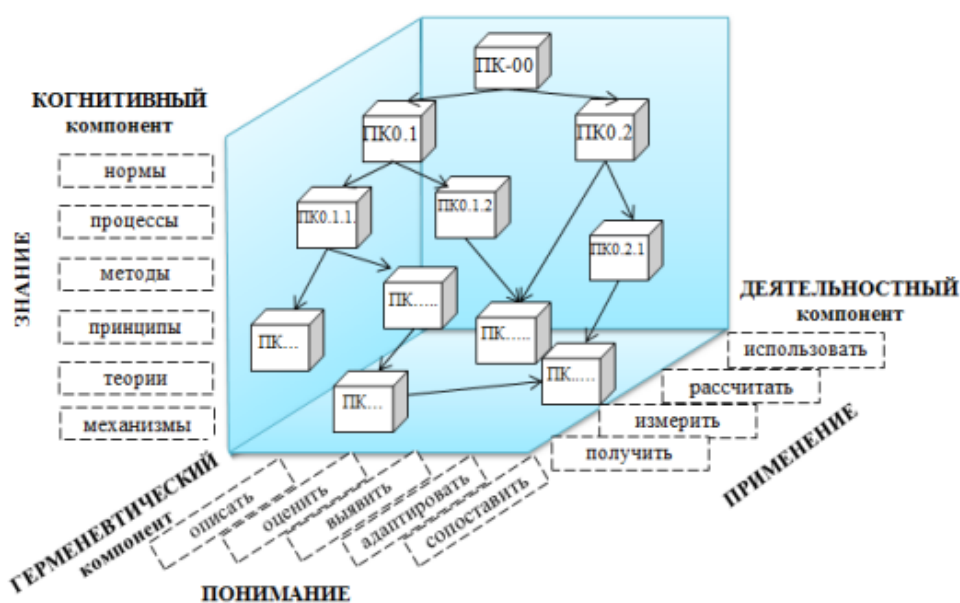 ПК-00
КОГНИТИВНЫЙ
компонент
ПК0.1
ПК0.2
нормы
процессы
методы
принципы
теории
механизмы
ЗНАНИЕ
ПК0.1.1.
ПК0.1.2
ПК0.2.1
ПК…
ПК…...
ПК…...
ПК…...
ПК…
ДЕЯТЕЛЬНОСТНЫЙ
компонент
использовать
рассчитать
измерить
получить
ПРИМЕНЕНИЕ
ГЕРМЕНЕВТИЧЕСКИЙ
компонент
описать
оценить
выявить
адаптировать
сопоставить
ПОНИМАНИЕ